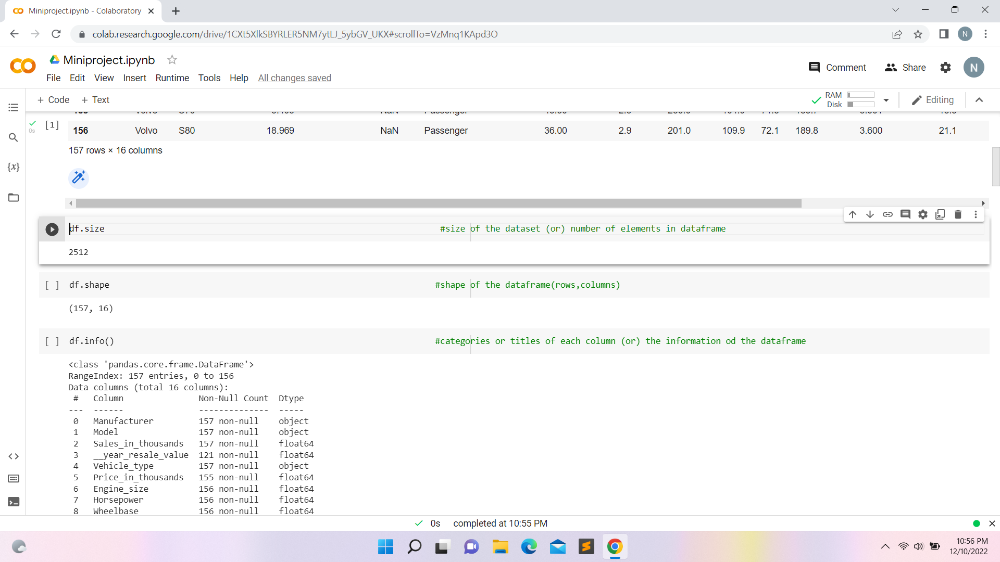 Miniproject.ipynb - Colaboratory
colab.research.google.com/drive/1CXt5XlkSBYRLER5NM7ytLJ_5ybGV_UKX#scrollTo=VzMnq1KApd3O
N
CO Miniproject.ipynb
Comment Share N
File Edit View Insert Runtime Tools Help All changes saved
+ Code + Text
RAM
Disk
Editing
[1]
0s
156 Volvo S80 18.969 NaN Passenger 36.00 2.9 201.0 109.9 72.1 189.8 3.600 21.1
157 rows × 16 columns
{x}
df.size #size of the dataset (or) number of elements in dataframe
2512
[ ] df.shape #shape of the dataframe(rows,columns)
(157, 16)
[ ] df.info() #categories or titles of each column (or) the information od the dataframe
<class 'pandas.core.frame.DataFrame'>
RangeIndex: 157 entries, 0 to 156
Data columns (total 16 columns):
# Column Non-Null Count Dtype
--- ------ -------------- -----
0 Manufacturer 157 non-null object
1 Model 157 non-null object
2 Sales_in_thousands 157 non-null float64
3 __year_resale_value 121 non-null float64
4 Vehicle_type 157 non-null object
5 Price_in_thousands 155 non-null float64
6 Engine_size 156 non-null float64
7 Horsepower 156 non-null float64
8 Wheelbase 156 non-null float64
0s completed at 10:55 PM
10:56 PM
12/10/2022